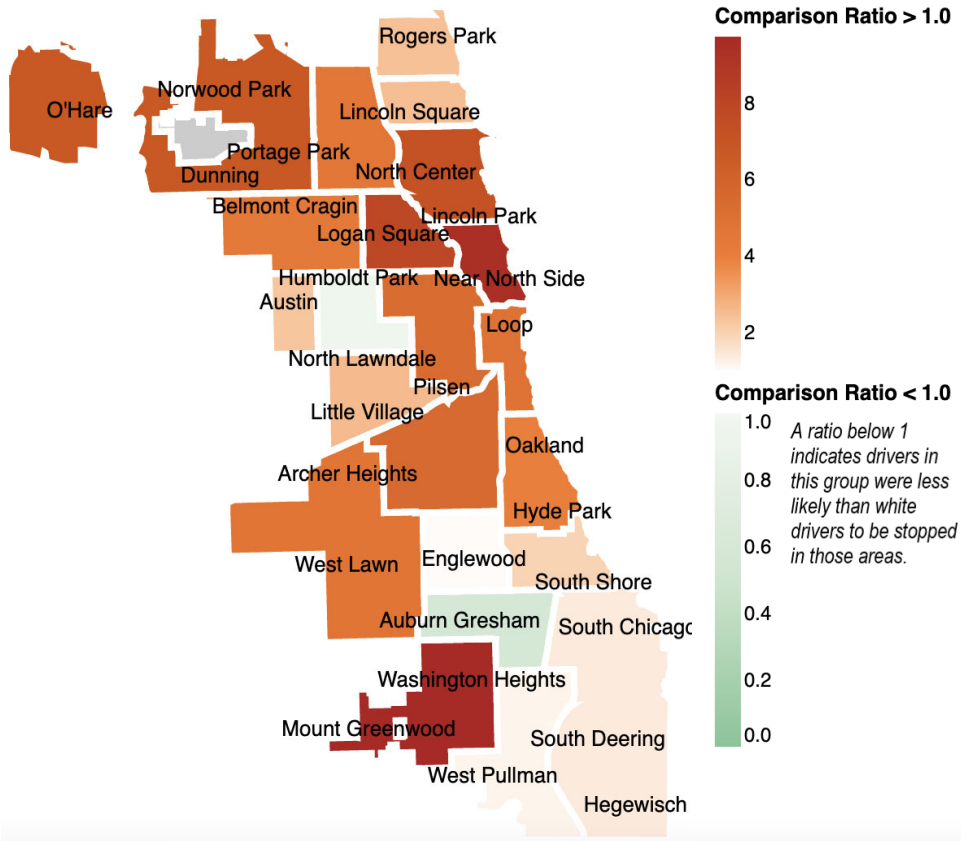 Comparison Ratio > 1.0
8
6
4
2
Comparison Ratio < 1.0
1.0
0.8
0.6
0.4
0.2
0.0
A ratio below 1
indicates drivers in
this group were less
likely than white
drivers to be stopped
in those areas.
Rogers Park
O'Hare
Norwood Park
Lincoln Square
Portage Park
Dunning
North Center
Belmont Cragin
Lincoln Park
Logan Square
Humboldt Park
Near North Side
Austin
Loop
North Lawndale
Pilsen
Little Village
Oakland
Archer Heights
Hyde Park
Englewood
West Lawn
South Shore
Auburn Gresham
South Chicag
Washington Heights
Mount Greenwood
South Deering
West Pullman
Hegewisch